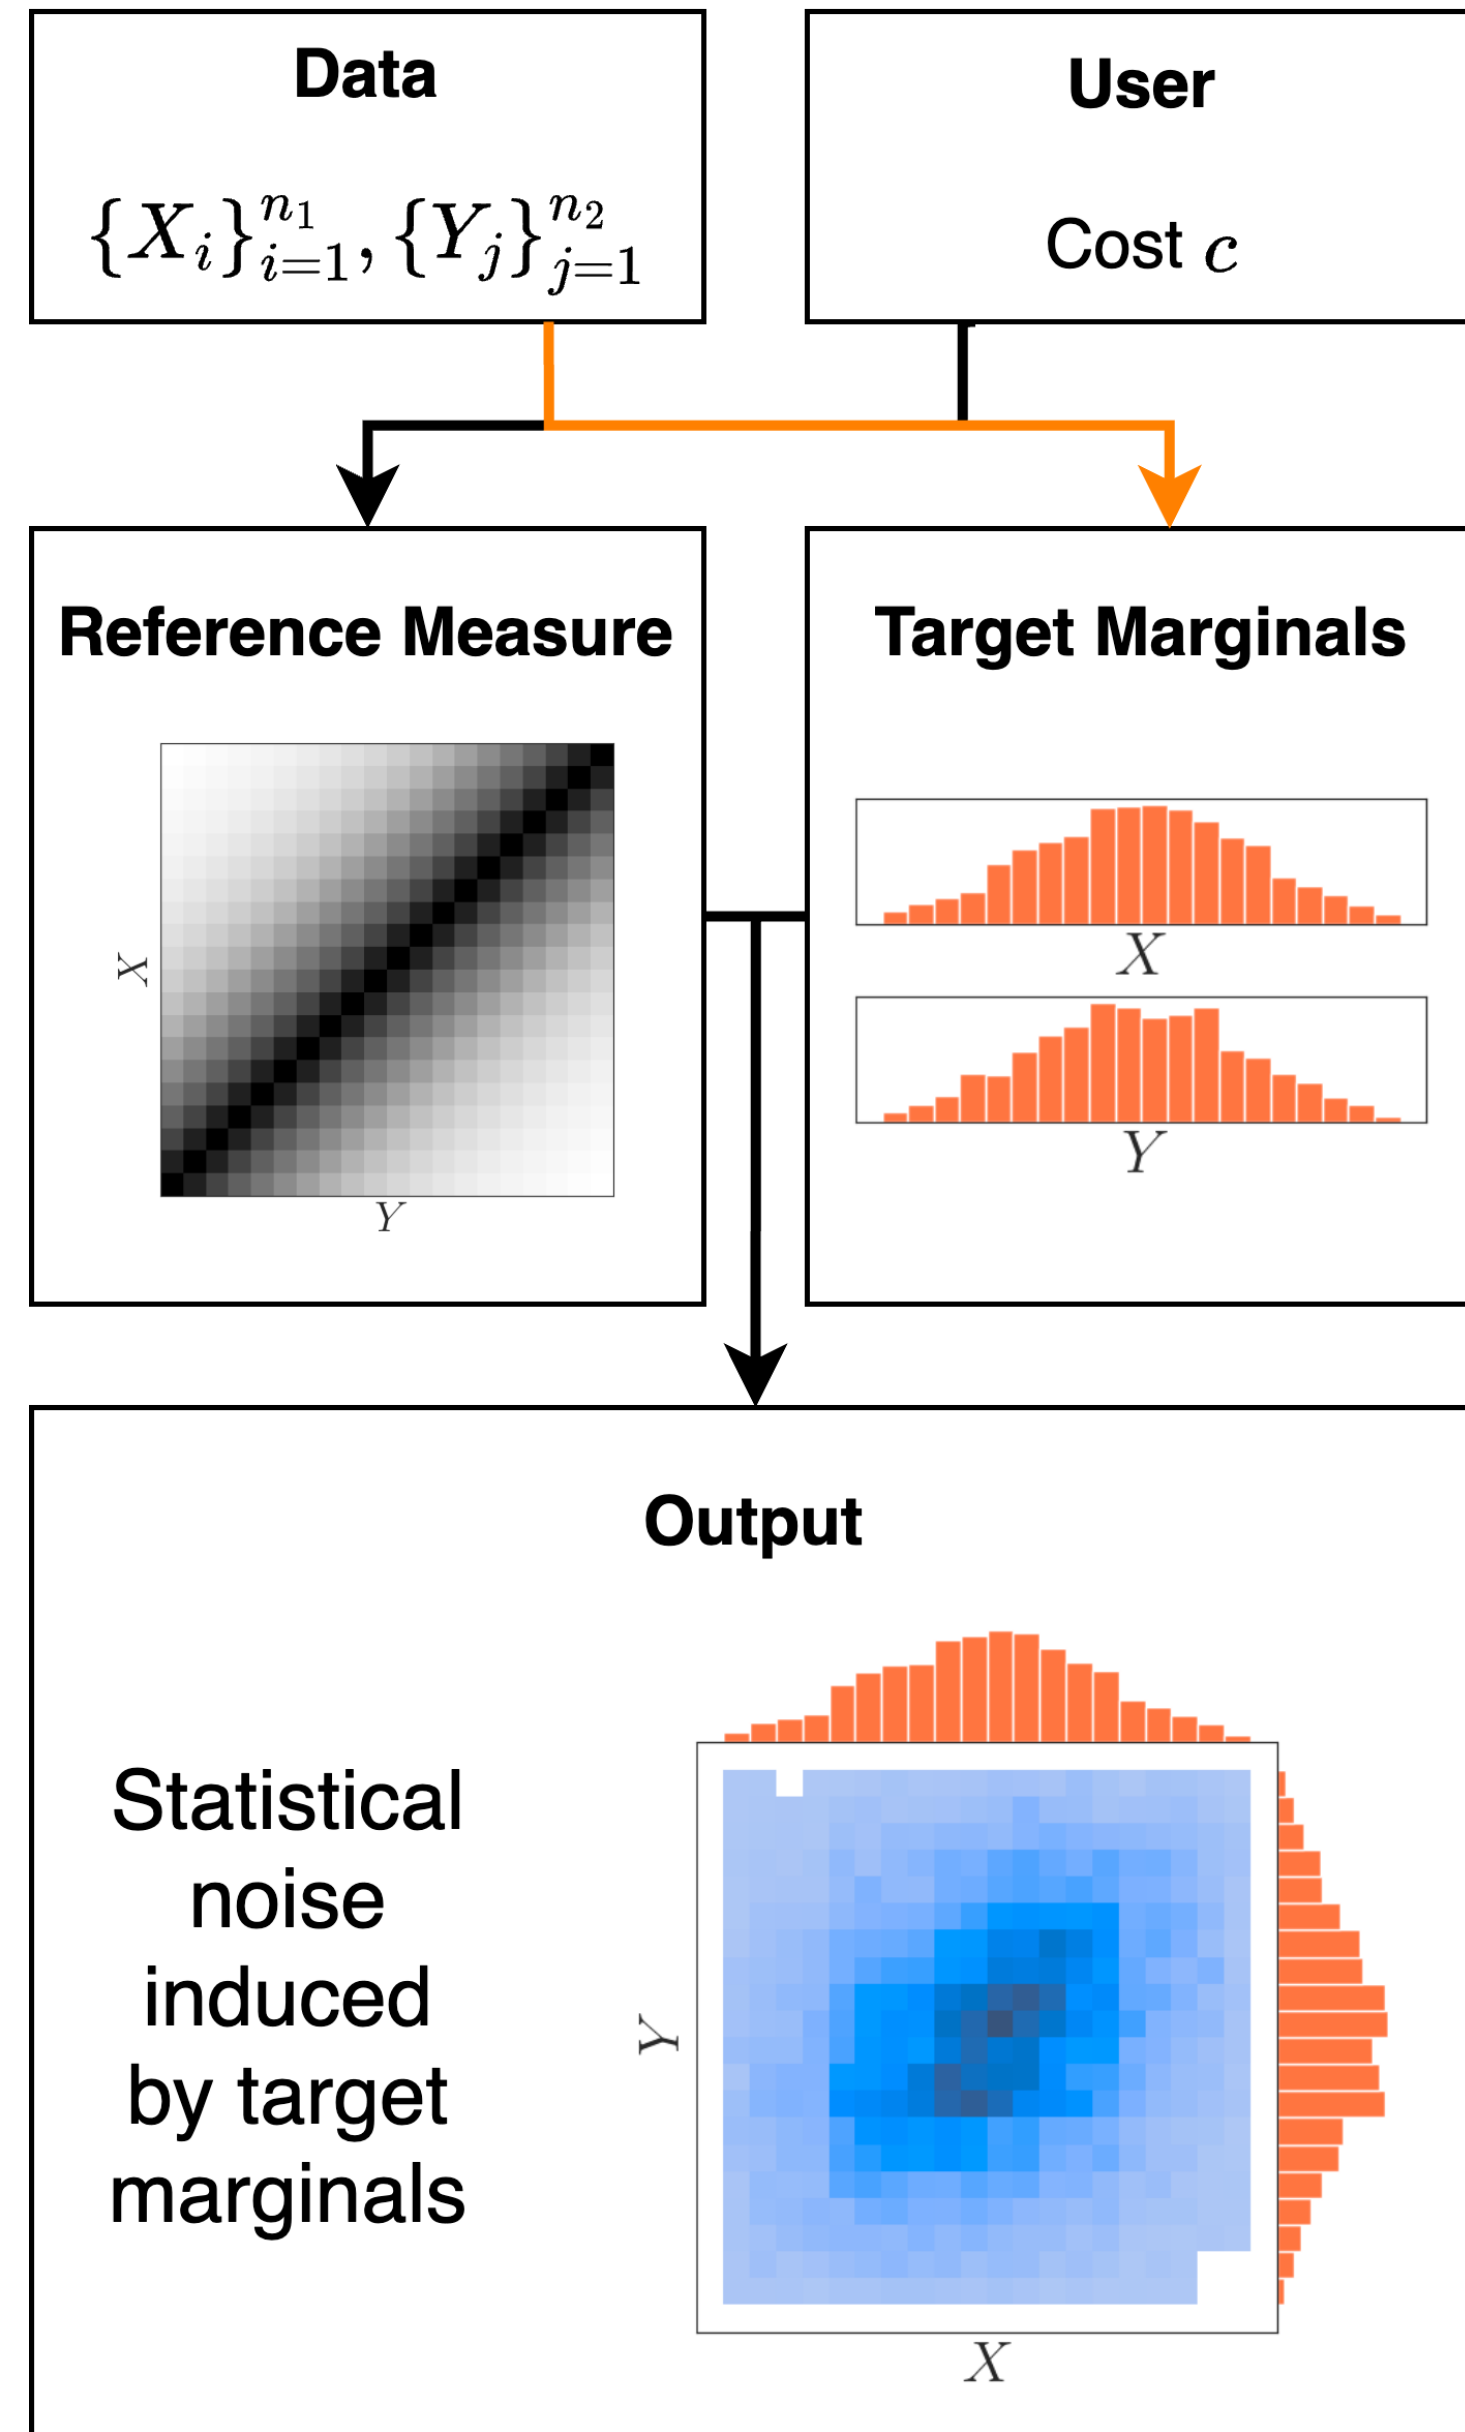 Data
{X_i}_{i=1}^{n_1}, {Y_j}_{j=1}^{n_2}
User
Cost c
Reference Measure
X
Y
Target Marginals
X
Y
Output
Statistical
noise
induced
by target
marginals
Y
X